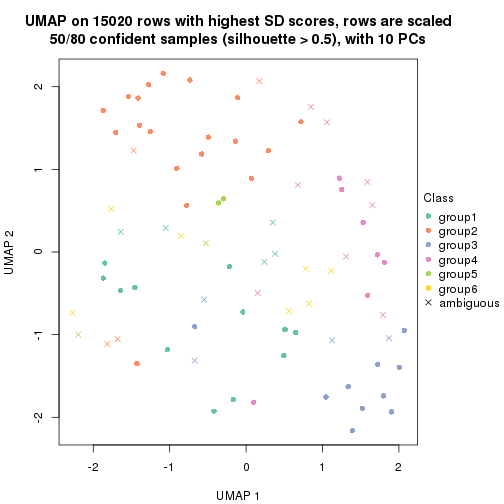 UMAP on 15020 rows with highest SD scores, rows are scaled
50/80 confident samples (silhouette > 0.5), with 10 PCs
2
1
0
-1
-2
UMAP 2
-2
-1
0
1
2
UMAP 1
Class
group1
group2
group3
group4
group5
group6
ambiguous